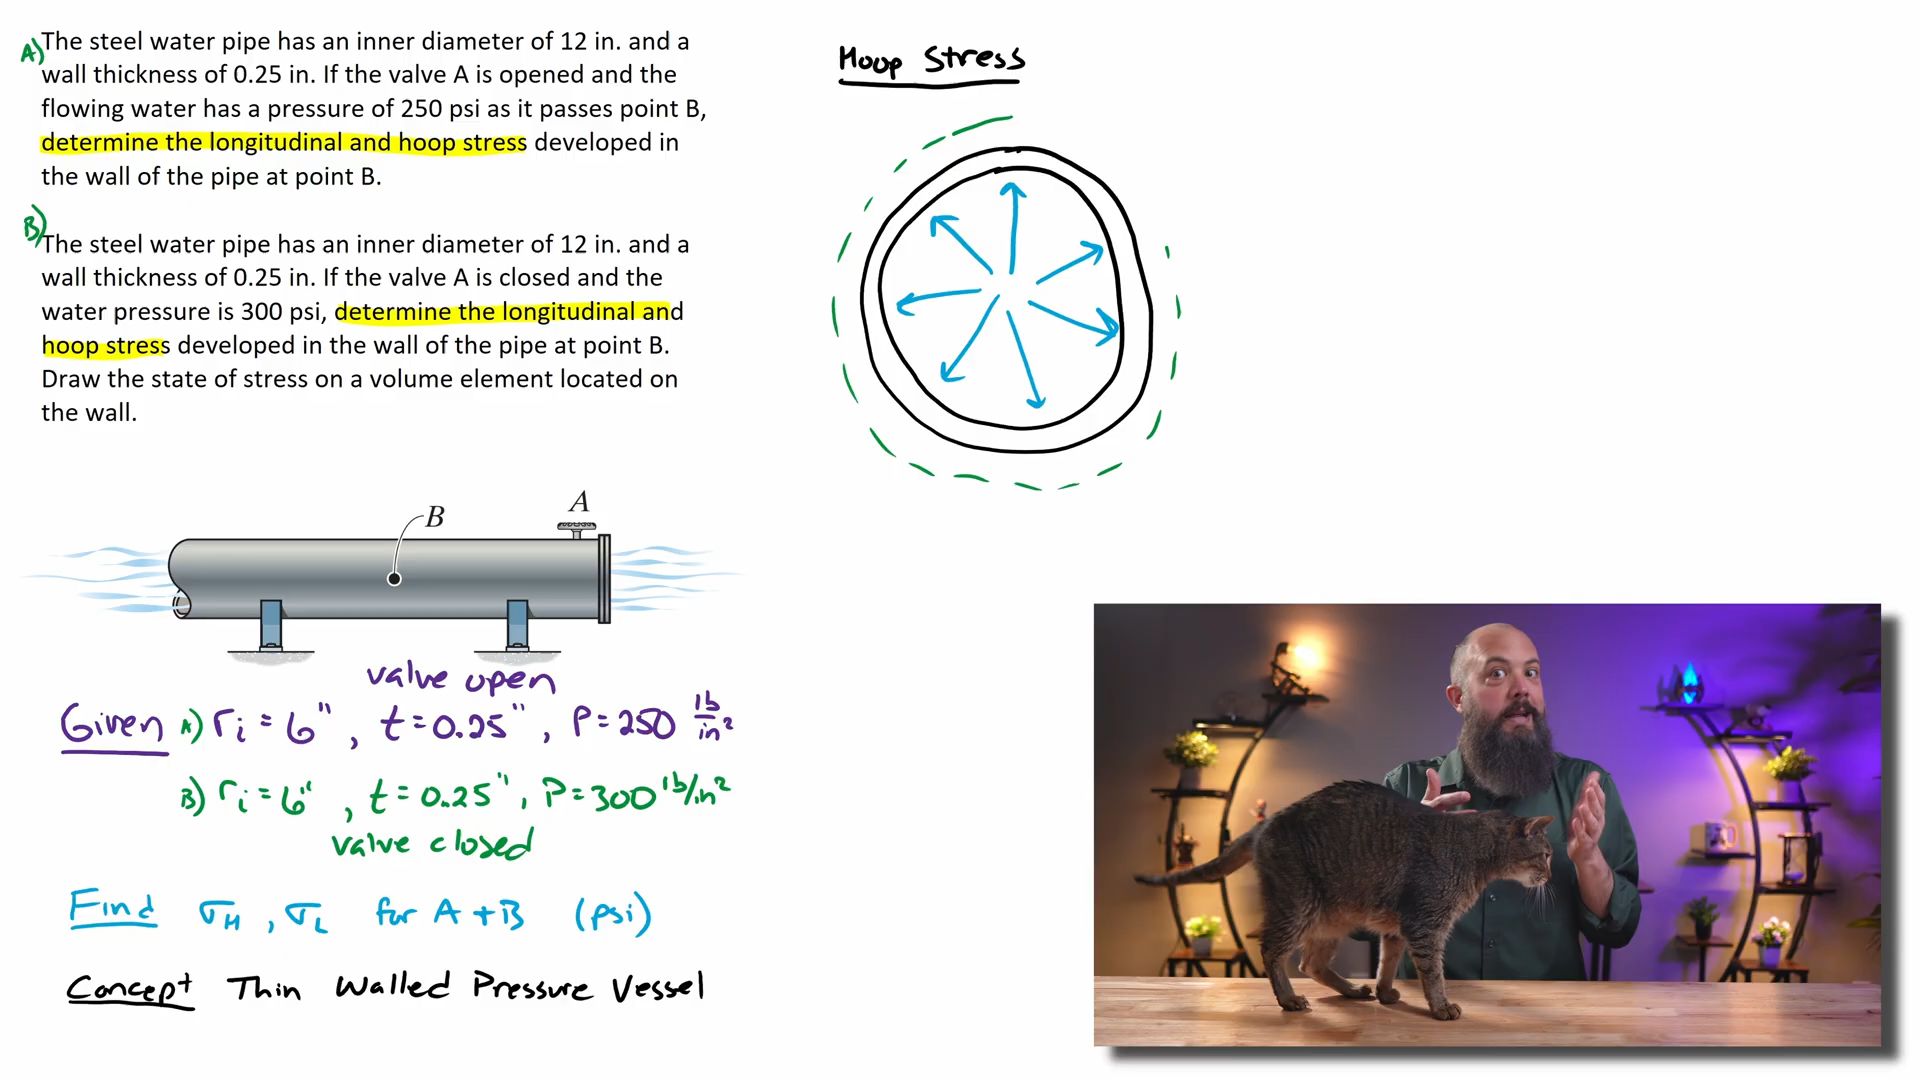 A)
The steel water pipe has an inner diameter of 12 in. and a
wall thickness of 0.25 in. If the valve A is opened and the
flowing water has a pressure of 250 psi as it passes point B,
determine the longitudinal and hoop stress developed in
the wall of the pipe at point B.
B)
The steel water pipe has an inner diameter of 12 in. and a
wall thickness of 0.25 in. If the valve A is closed and the
water pressure is 300 psi, determine the longitudinal and
hoop stress developed in the wall of the pipe at point B.
Draw the state of stress on a volume element located on
the wall.
B
A
valve open
Given A) ri = 6", t = 0.25", P = 250 lb/in²
B) ri = 6", t = 0.25", P = 300 lb/in²
valve closed
Find σH, σL for A + B (psi)
Concept Thin Walled Pressure Vessel
Hoop Stress